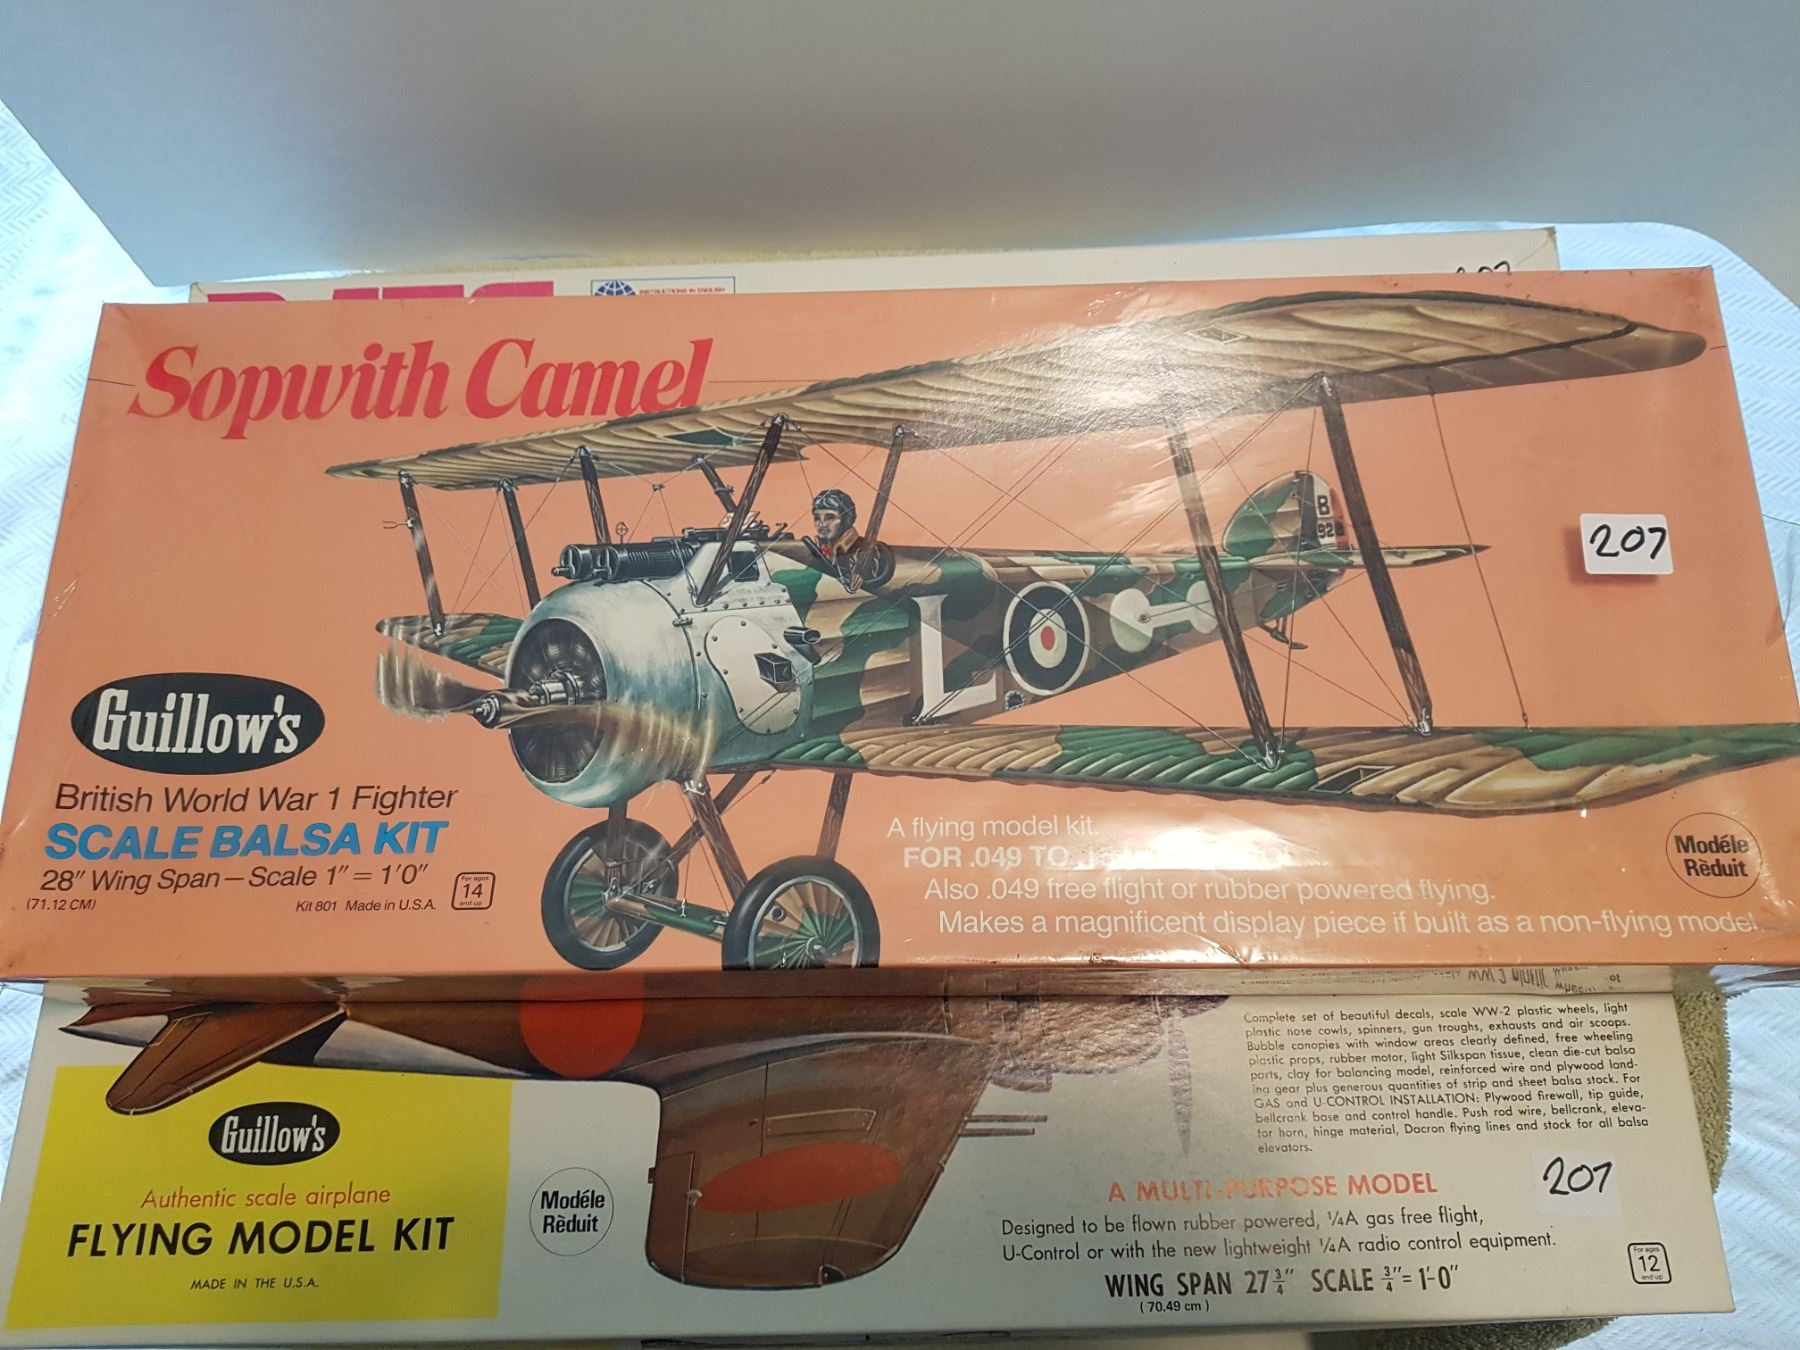 INSTRUCTIONS IN ENGLISH
207
Sopwith Camel
B
L
207
Guillow's
British World War 1 Fighter
SCALE BALSA KIT
28" Wing Span – Scale 1" = 1'0"
(71.12 CM)
Kit 801 Made in U.S.A.
For ages
14
and up
A flying model kit.
FOR .049 TO
Also .049 free flight or rubber powered flying.
Makes a magnificent display piece if built as a non-flying model.
Modéle
Rèduit
Complete set of beautiful decals, scale WW-2 plastic wheels, light
plastic nose cowls, spinners, gun troughs, exhausts and air scoops.
Bubble canopies with window areas clearly defined, free wheeling
plastic props, rubber motor, light Silkspan tissue, clean die-cut balsa
parts, clay for balancing model, reinforced wire and plywood land-
ing gear plus generous quantities of strip and sheet balsa stock. For
GAS and U-CONTROL INSTALLATION: Plywood firewall, tip guide,
bellcrank base and control handle. Push rod wire, bellcrank, eleva-
tor horn, hinge material, Dacron flying lines and stock for all balsa
elevators.
Guillow's
Authentic scale airplane
FLYING MODEL KIT
MADE IN THE U.S.A.
Modéle
Rèduit
A MULTI-PURPOSE MODEL
207
Designed to be flown rubber powered, ¼A gas free flight,
U-Control or with the new lightweight ¼A radio control equipment.
WING SPAN 27 ¾" SCALE ¾"= 1'-0"
(70.49 cm)
For ages
12
and up